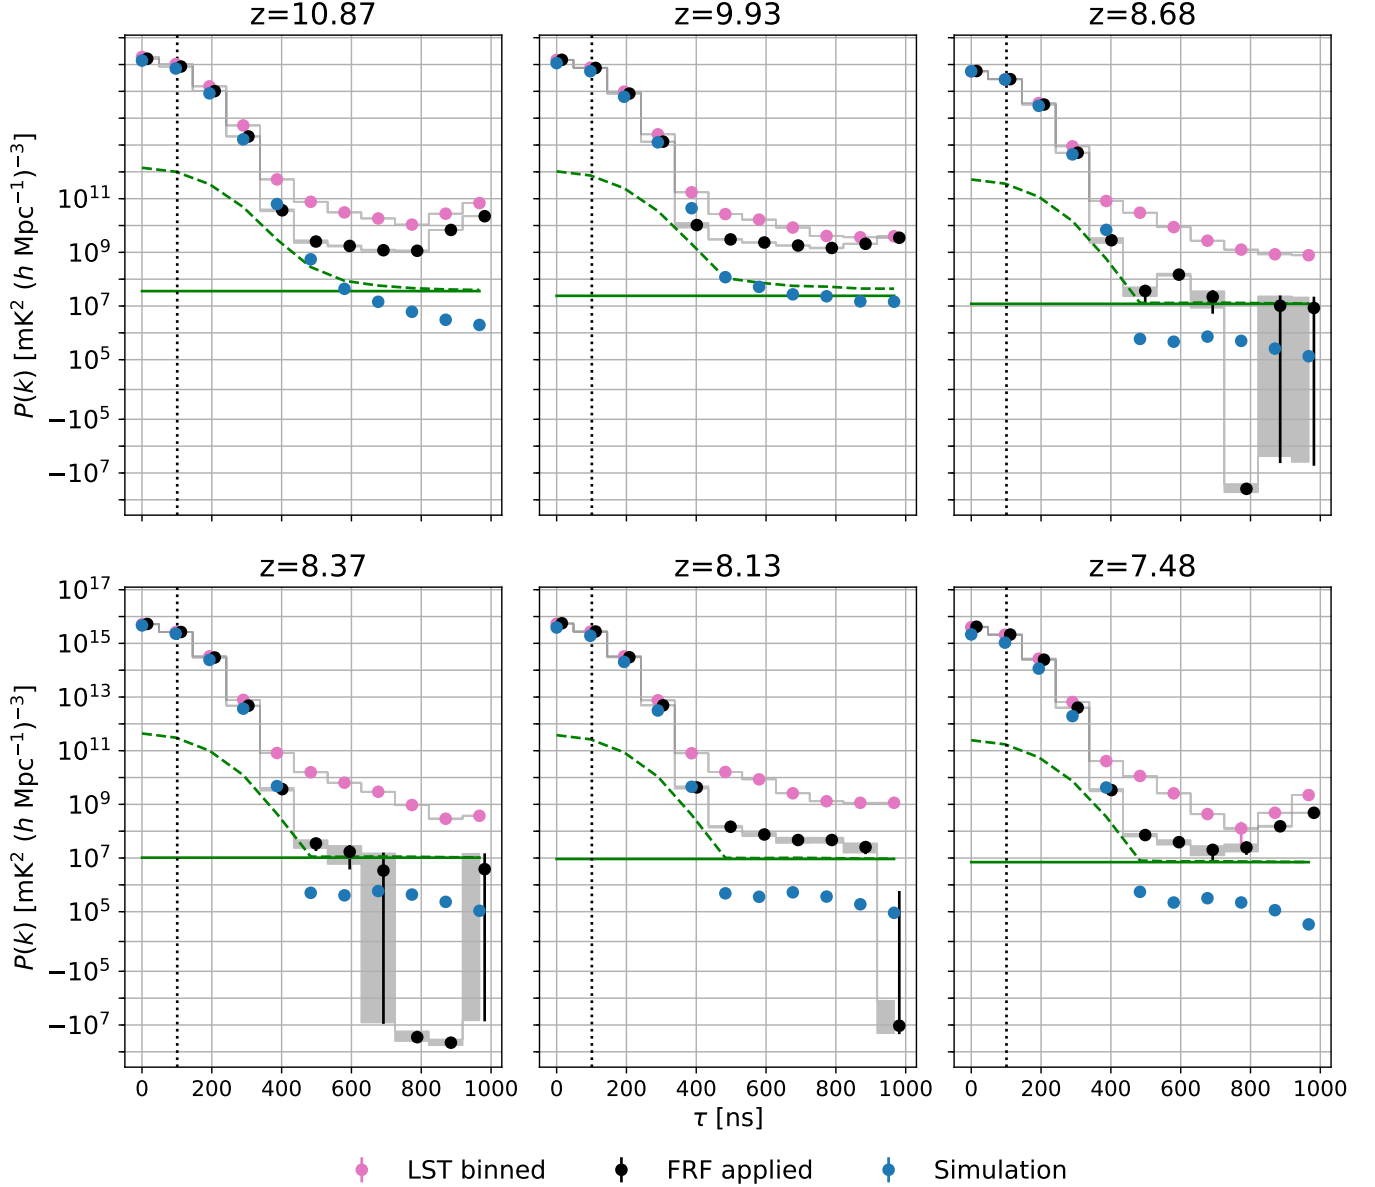 z=10.87 z=9.93 z=8.68
P(k) [mK² (h Mpc⁻¹)⁻³]
10¹¹
10⁹
10⁷
10⁵
−10⁵
−10⁷
z=8.37 z=8.13 z=7.48
P(k) [mK² (h Mpc⁻¹)⁻³]
10¹⁷
10¹⁵
10¹³
10¹¹
10⁹
10⁷
10⁵
−10⁵
−10⁷
0 200 400 600 800 1000 0 200 400 600 800 1000 0 200 400 600 800 1000
τ [ns]
LST binned FRF applied Simulation